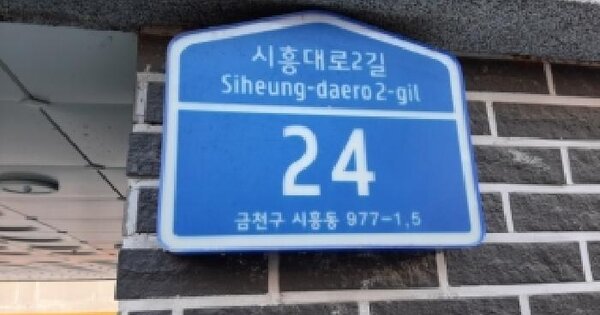 시흥대로2길
Siheung-daero 2-gil
24
금천구 시흥동 977-1,5